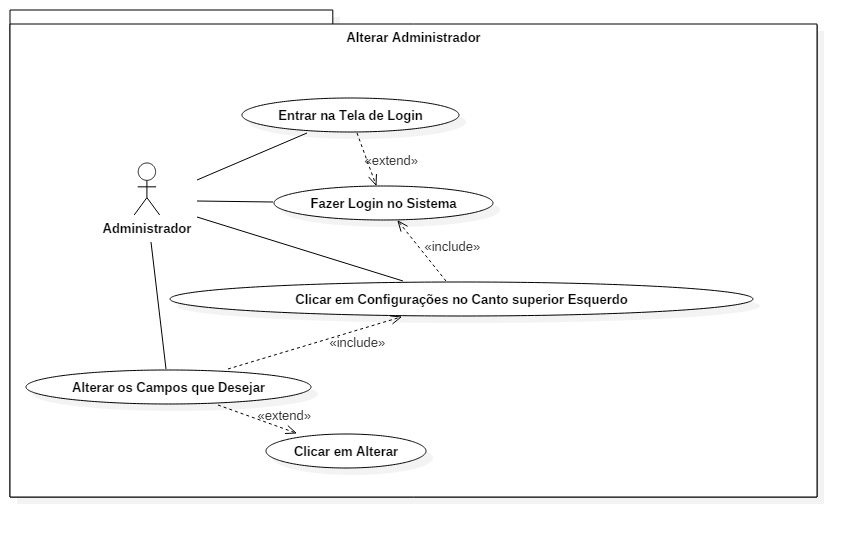 Alterar Administrador
Entrar na Tela de Login
«extend»
Fazer Login no Sistema
Administrador
«include»
Clicar em Configurações no Canto superior Esquerdo
«include»
Alterar os Campos que Desejar
«extend»
Clicar em Alterar